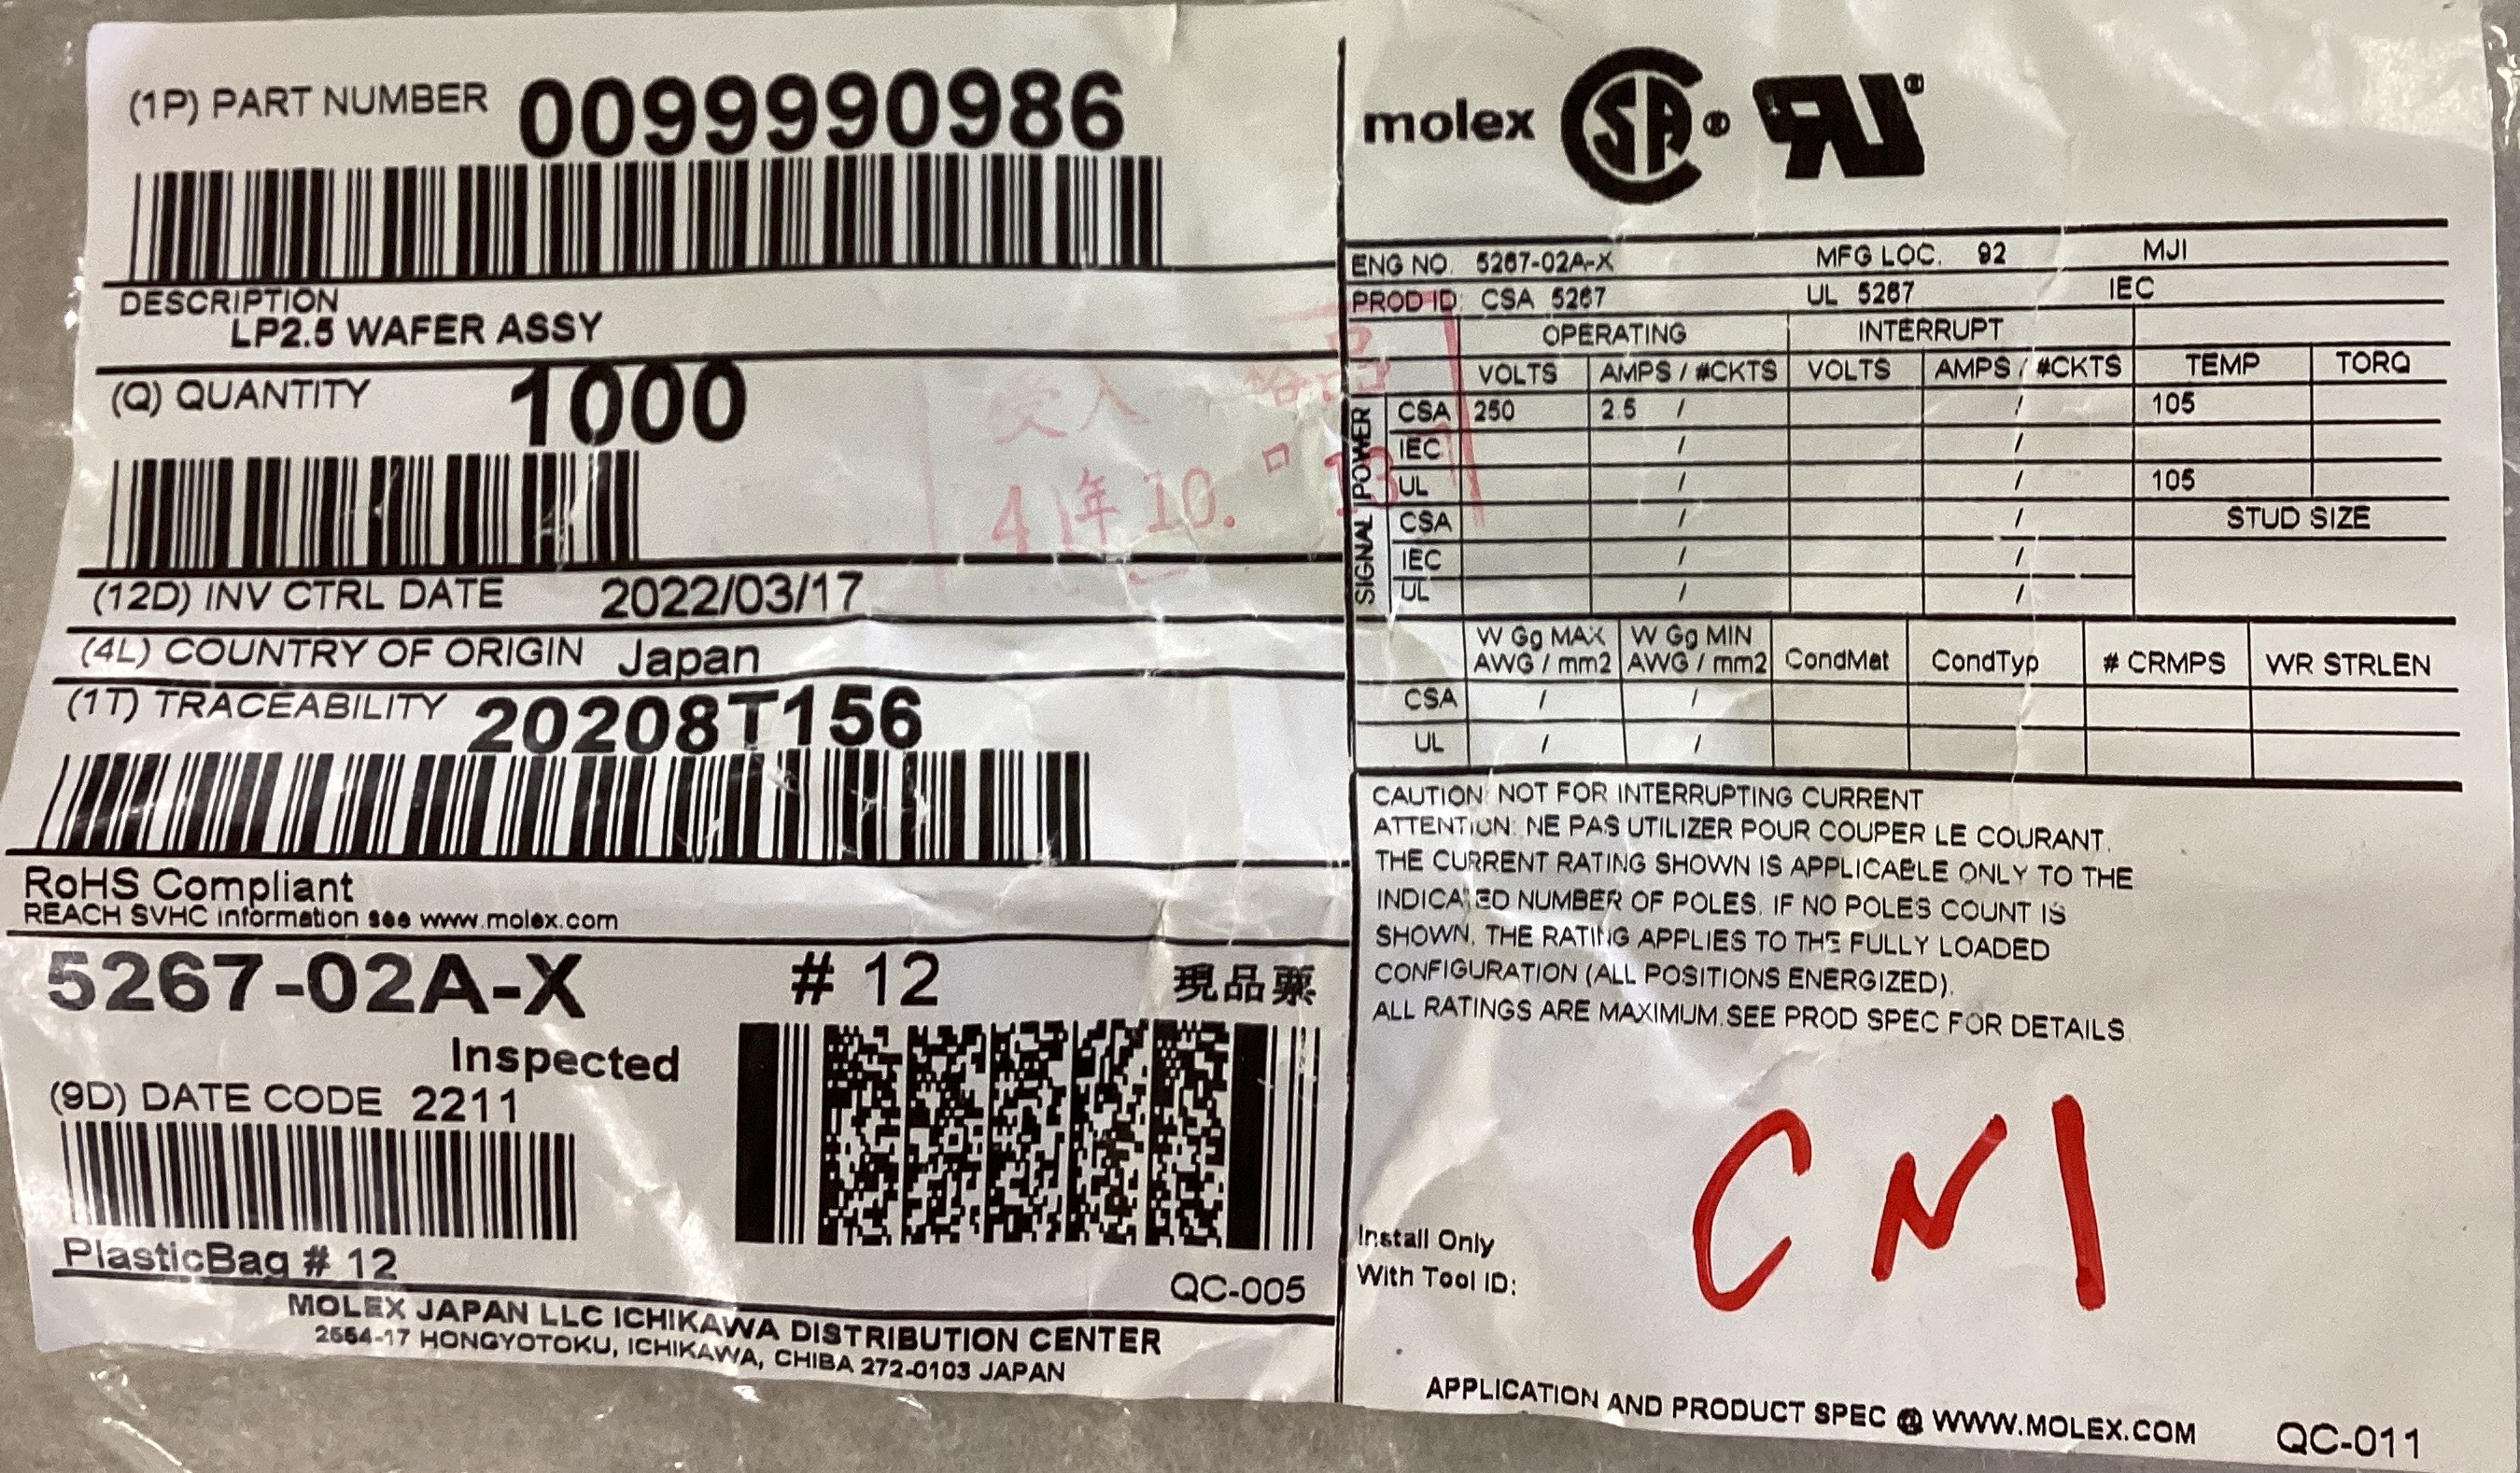 (1P) PART NUMBER 0099990986
DESCRIPTION
LP2.5 WAFER ASSY
(Q) QUANTITY 1000
(12D) INV CTRL DATE 2022/03/17
(4L) COUNTRY OF ORIGIN Japan
(1T) TRACEABILITY 20208T156
RoHS Compliant
REACH SVHC information see www.molex.com
5267-02A-X # 12 現品票
Inspected
(9D) DATE CODE 2211
PlasticBag # 12
QC-005
MOLEX JAPAN LLC ICHIKAWA DISTRIBUTION CENTER
2554-17 HONGYOTOKU, ICHIKAWA, CHIBA 272-0103 JAPAN
受入
4年10.
13
molex CSA® UR®
ENG NO. 5267-02A-X MFG LOC. 92 MJI
PROD ID: CSA 5267 UL 5267 IEC
OPERATING INTERRUPT
VOLTS AMPS / #CKTS VOLTS AMPS / #CKTS TEMP TORQ
POWER
CSA 250 2.5 / / 105
IEC / /
UL / / 105
SIGNAL
CSA / / STUD SIZE
IEC / /
UL / /
W Gg MAX W Gg MIN
AWG / mm2 AWG / mm2 CondMat CondTyp # CRMPS WR STRLEN
CSA / /
UL / /
CAUTION: NOT FOR INTERRUPTING CURRENT
ATTENTION: NE PAS UTILIZER POUR COUPER LE COURANT.
THE CURRENT RATING SHOWN IS APPLICABLE ONLY TO THE
INDICATED NUMBER OF POLES. IF NO POLES COUNT IS
SHOWN, THE RATING APPLIES TO THE FULLY LOADED
CONFIGURATION (ALL POSITIONS ENERGIZED).
ALL RATINGS ARE MAXIMUM.SEE PROD SPEC FOR DETAILS.
CN1
Install Only
With Tool ID:
APPLICATION AND PRODUCT SPEC @ WWW.MOLEX.COM QC-011